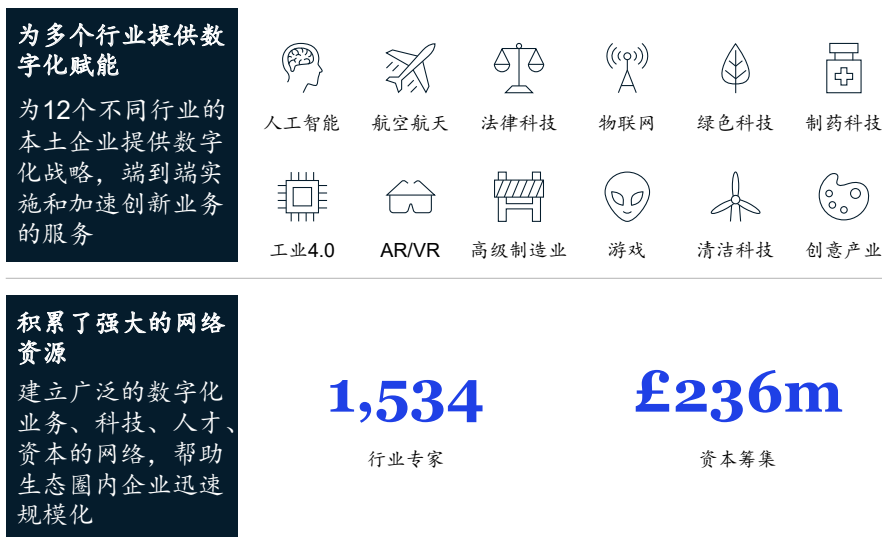 为多个行业提供数
字化赋能
为12个不同行业的
本土企业提供数字
化战略，端到端实
施和加速创新业务
的服务
人工智能
航空航天
法律科技
物联网
绿色科技
制药科技
工业4.0
AR/VR
高级制造业
游戏
清洁科技
创意产业
积累了强大的网络
资源
建立广泛的数字化
业务、科技、人才、
资本的网络，帮助
生态圈内企业迅速
规模化
1,534
行业专家
£236m
资本筹集